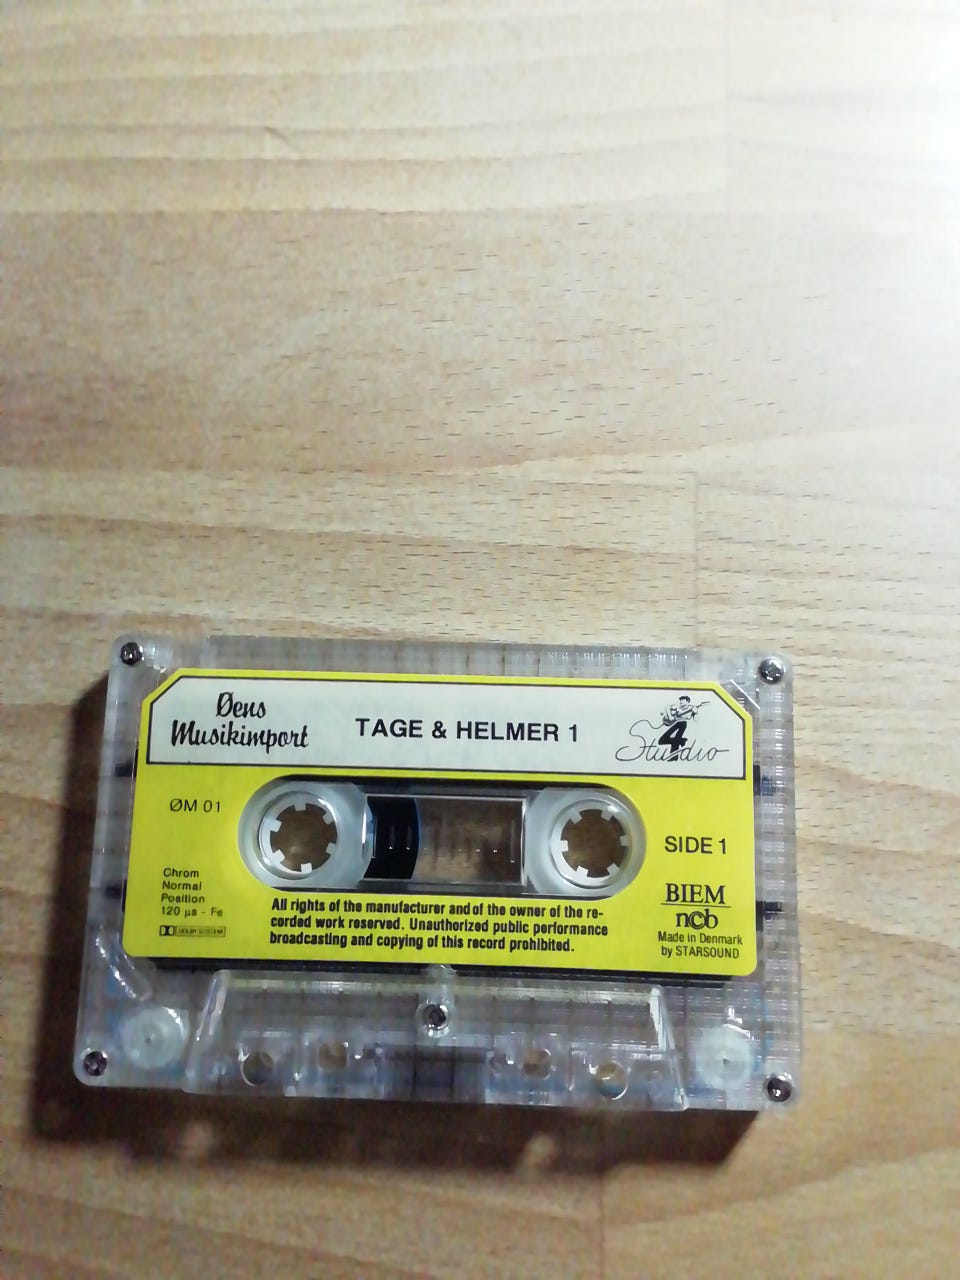 Øens
Musikimport
TAGE & HELMER 1
Studio 4
ØM 01
SIDE 1
Chrom
Normal
Position
120 µs - Fe
DOLBY SYSTEM
All rights of the manufacturer and of the owner of the re-
corded work reserved. Unauthorized public performance
broadcasting and copying of this record prohibited.
BIEM
ncb
Made in Denmark
by STARSOUND